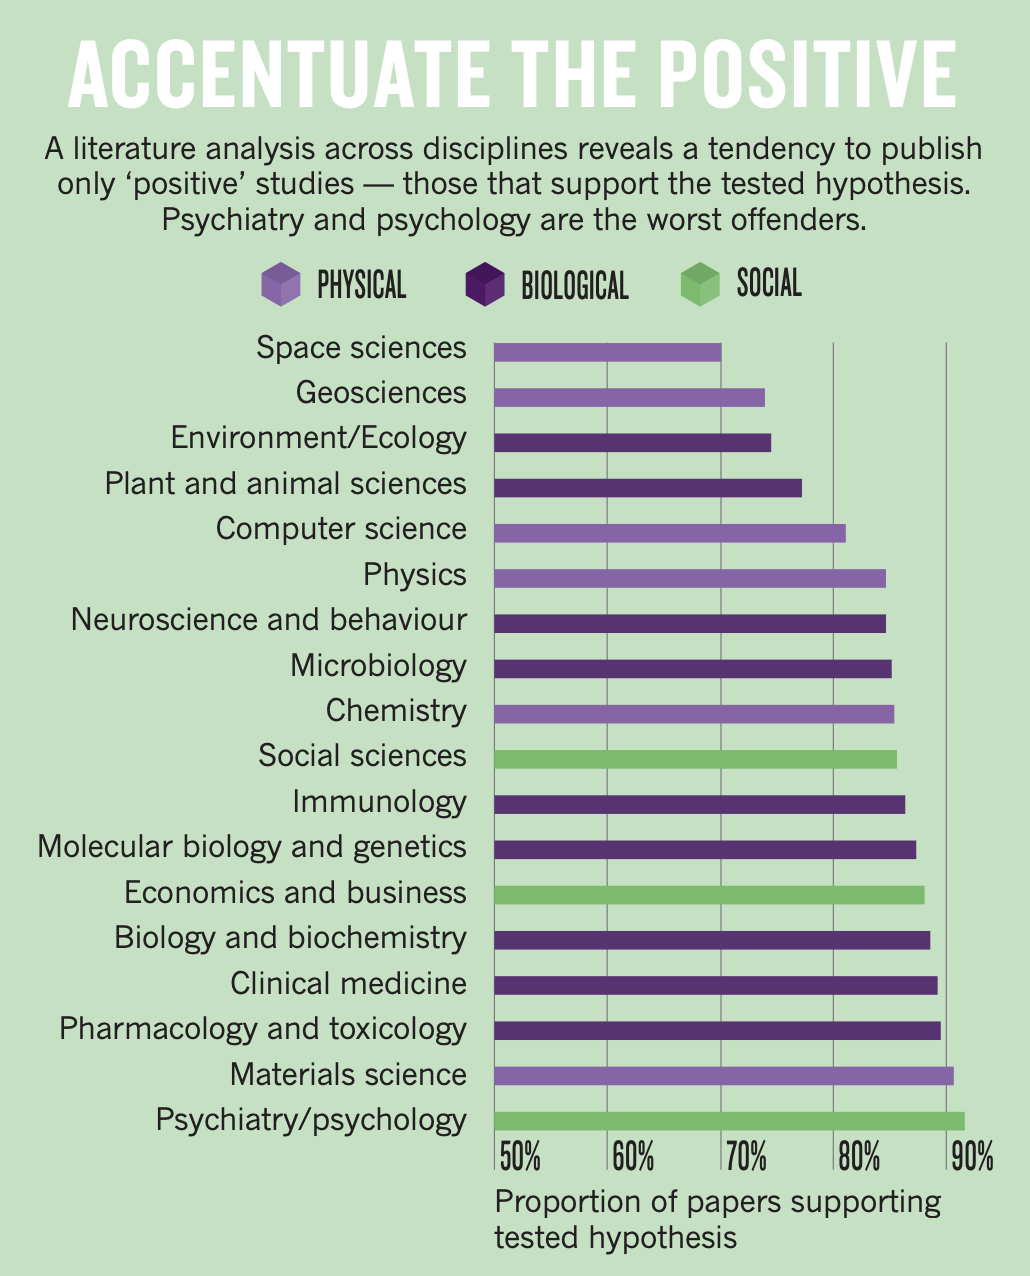 ACCENTUATE THE POSITIVE
A literature analysis across disciplines reveals a tendency to publish
only ‘positive’ studies — those that support the tested hypothesis.
Psychiatry and psychology are the worst offenders.
PHYSICAL BIOLOGICAL SOCIAL
Space sciences
Geosciences
Environment/Ecology
Plant and animal sciences
Computer science
Physics
Neuroscience and behaviour
Microbiology
Chemistry
Social sciences
Immunology
Molecular biology and genetics
Economics and business
Biology and biochemistry
Clinical medicine
Pharmacology and toxicology
Materials science
Psychiatry/psychology
50% 60% 70% 80% 90%
Proportion of papers supporting
tested hypothesis